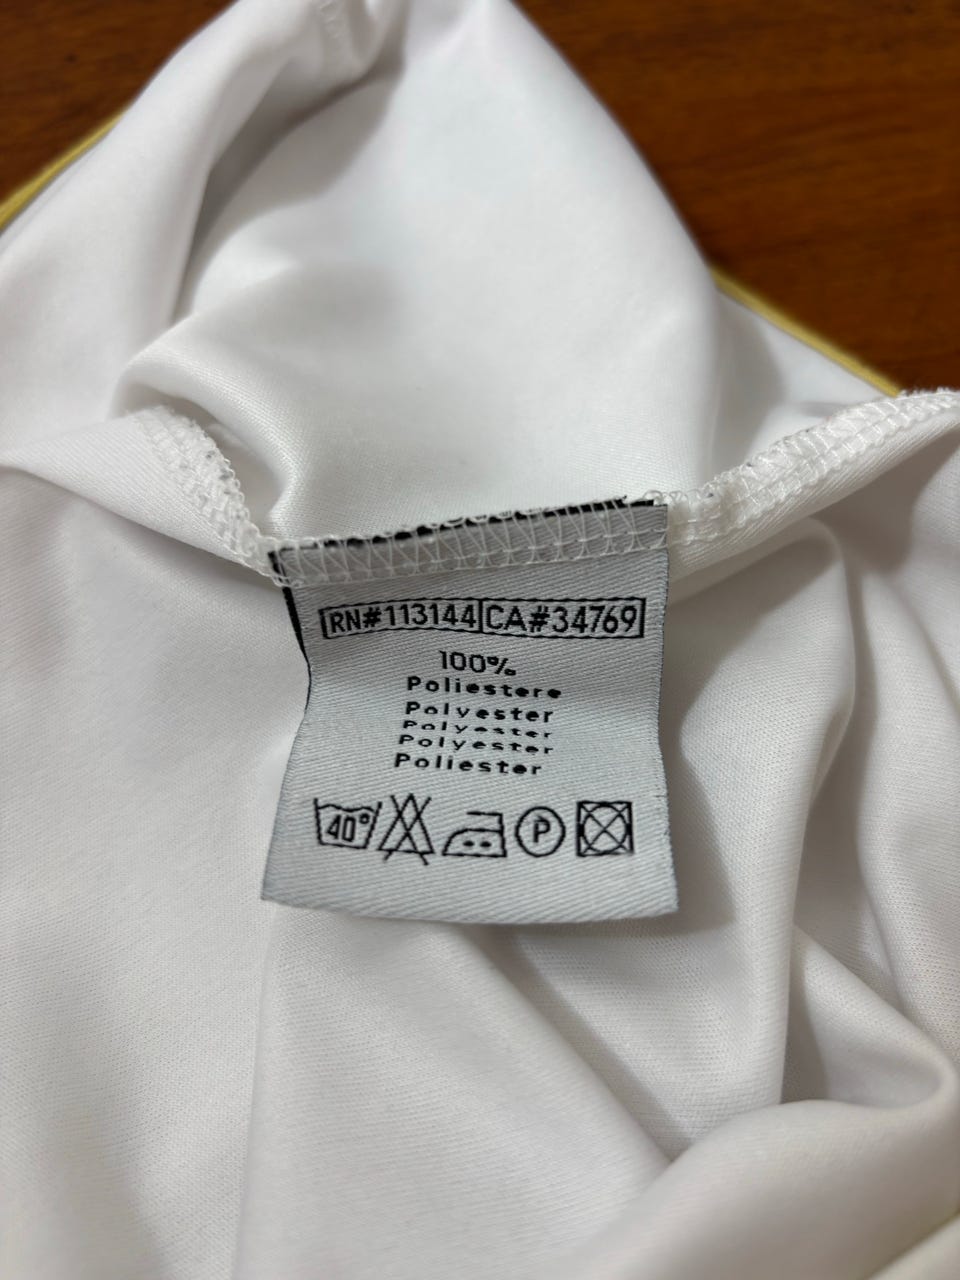 RN#113144 CA#34769
100%
Poliestere
Polyester
Polyester
Polyester
Poliester
40° P